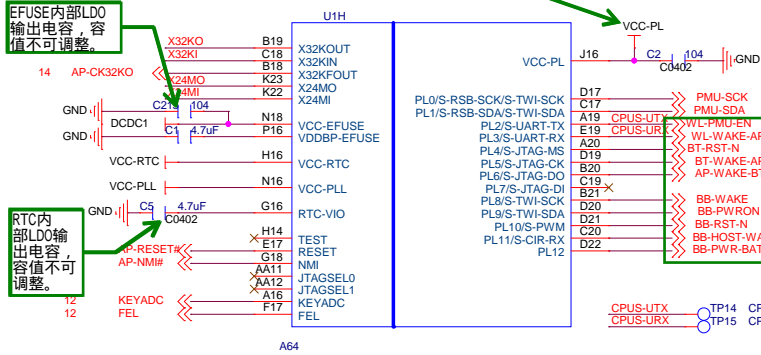 EFUSE内部LDO
输出电容，容
值不可调整。
U1H
VCC-PL
X32KO B19 X32KOUT
X32KI C18 X32KIN
14 AP-CK32KO B18 X32KFOUT
X24MO K23 X24MO
K22 X24MI
GND 104
DCDC1 N18 VCC-EFUSE
GND C1 4.7uF P16 VDDBP-EFUSE
VCC-RTC H16 VCC-RTC
VCC-PLL N16 VCC-PLL
GND C5 4.7uF G16 RTC-VIO
C0402
RTC内
部LDO输
出电容，
容值不可
调整。
H14 TEST
AP-RESET# E17 RESET
AP-NMI# G18 NMI
AA11 JTAGSEL0
AA12 JTAGSEL1
12 KEYADC A16 KEYADC
12 FEL F17 FEL
A64
VCC-PL J16 C2 104 GND
C0402
PL0/S-RSB-SCK/S-TWI-SCK D17 PMU-SCK
PL1/S-RSB-SDA/S-TWI-SDA C17 PMU-SDA
PL2/S-UART-TX A19 CPUS-UTX WL-PMU-EN
PL3/S-UART-RX E19 CPUS-URX WL-WAKE-AP
PL4/S-JTAG-MS A20 BT-RST-N
PL5/S-JTAG-CK D19 BT-WAKE-AP
PL6/S-JTAG-DO B20 AP-WAKE-BT
PL7/S-JTAG-DI C19
PL8/S-TWI-SCK B21 BB-WAKE
PL9/S-TWI-SDA D20 BB-PWRON
PL10/S-PWM D21 BB-RST-N
PL11/S-CIR-RX C20 BB-HOST-WA
PL12 D22 BB-PWR-BAT
CPUS-UTX TP14
CPUS-URX TP15